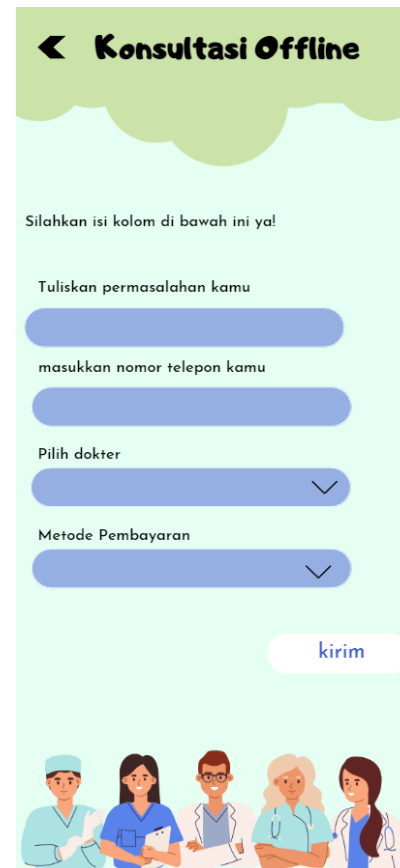 Konsultasi Offline
Silahkan isi kolom di bawah ini ya!
Tuliskan permasalahan kamu
masukkan nomor telepon kamu
Pilih dokter
Metode Pembayaran
kirim